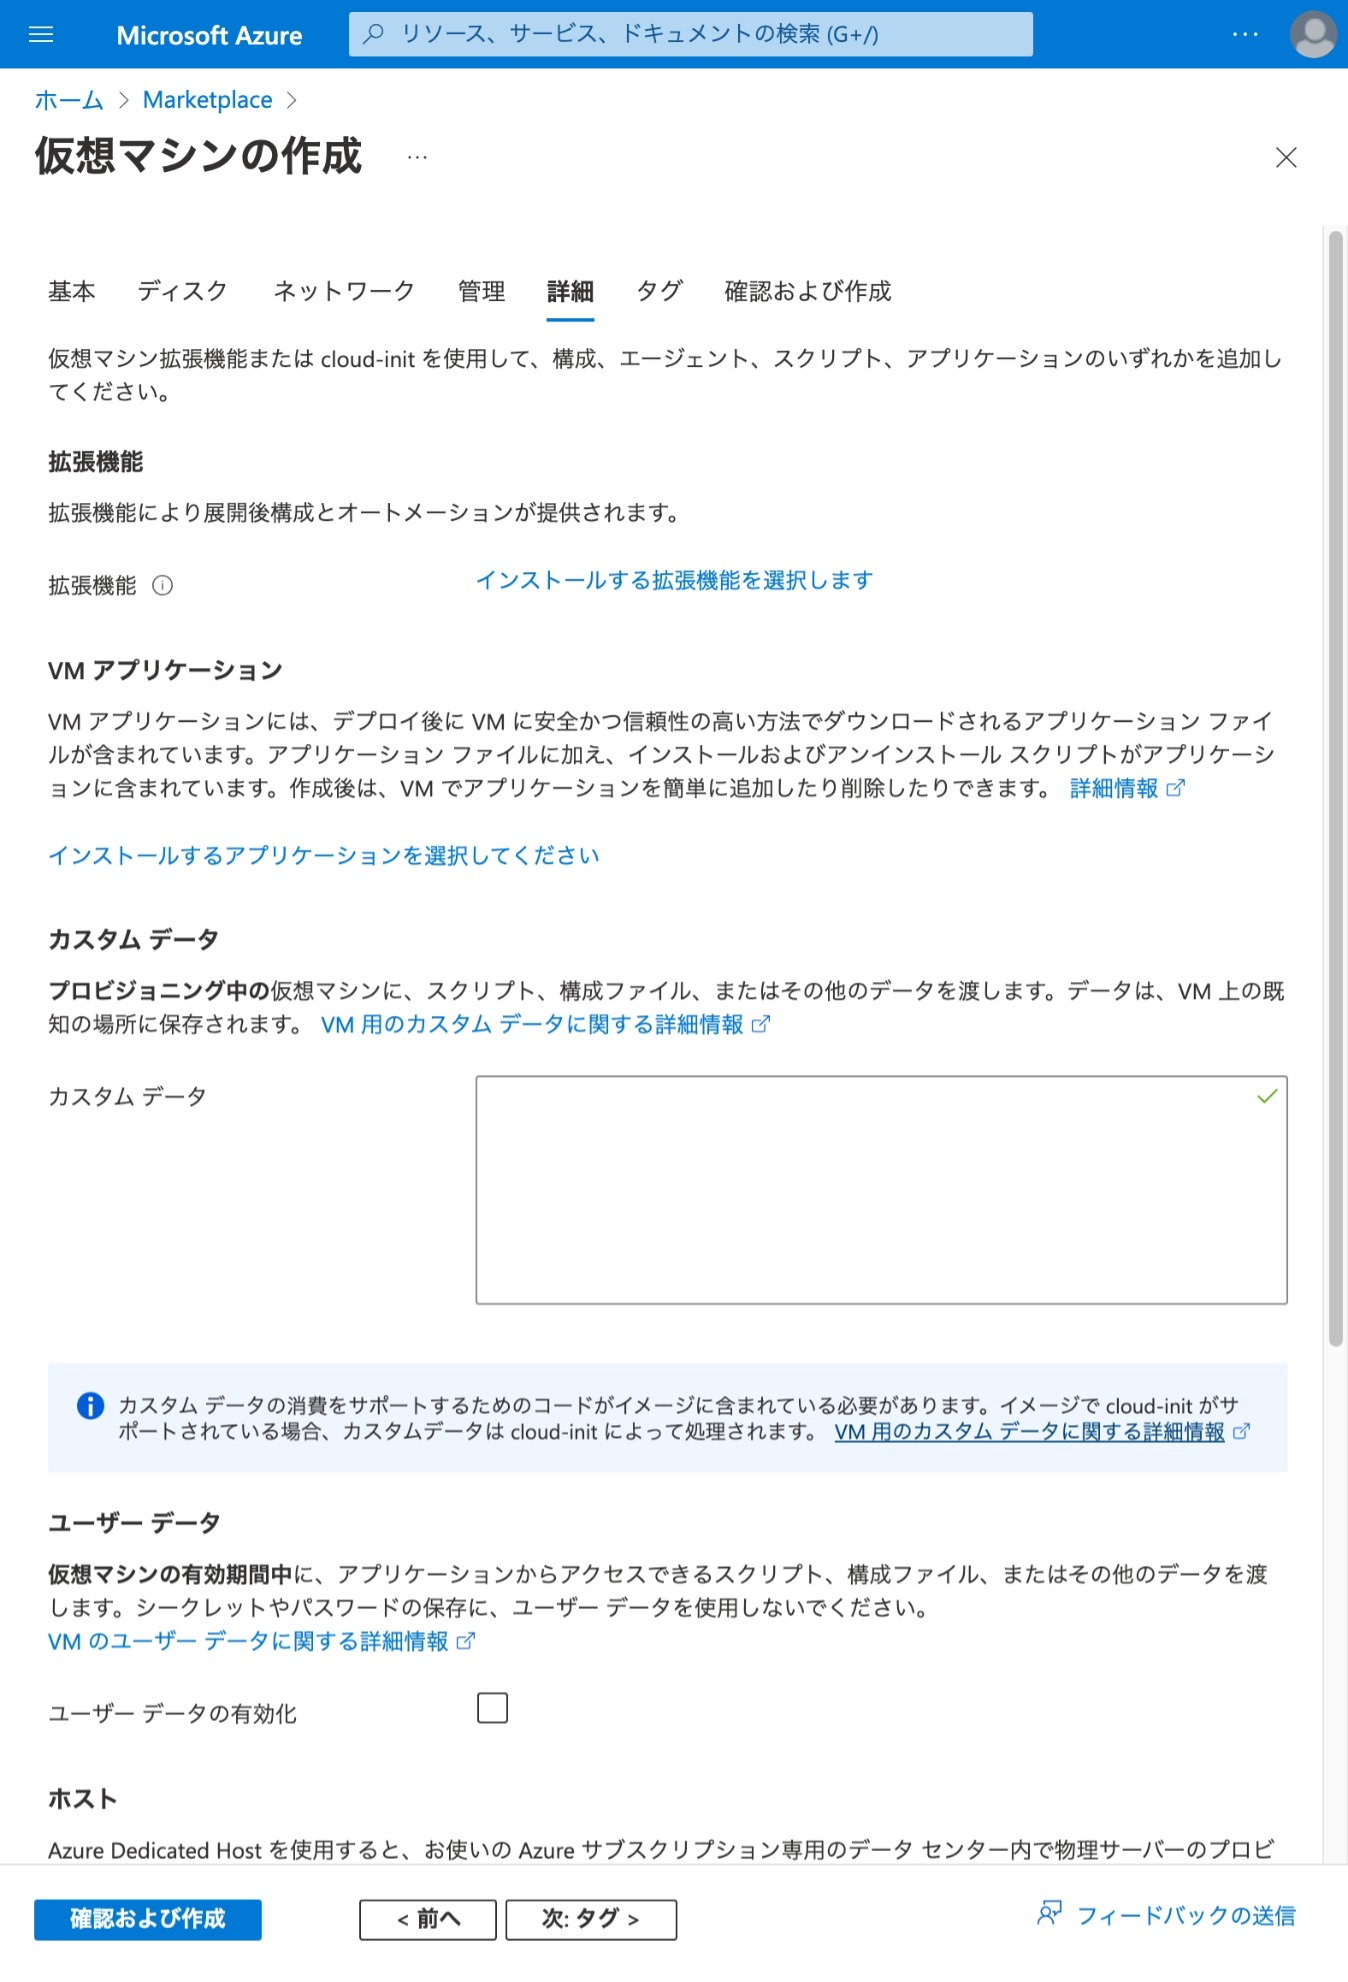 Microsoft Azure
リソース、サービス、ドキュメントの検索 (G+/)
ホーム > Marketplace >
仮想マシンの作成 …
基本 ディスク ネットワーク 管理 詳細 タグ 確認および作成
仮想マシン拡張機能または cloud-init を使用して、構成、エージェント、スクリプト、アプリケーションのいずれかを追加し
てください。
拡張機能
拡張機能により展開後構成とオートメーションが提供されます。
拡張機能 インストールする拡張機能を選択します
VM アプリケーション
VM アプリケーションには、デプロイ後に VM に安全かつ信頼性の高い方法でダウンロードされるアプリケーション ファイ
ルが含まれています。アプリケーション ファイルに加え、インストールおよびアンインストール スクリプトがアプリケーシ
ョンに含まれています。作成後は、VM でアプリケーションを簡単に追加したり削除したりできます。 詳細情報
インストールするアプリケーションを選択してください
カスタム データ
プロビジョニング中の仮想マシンに、スクリプト、構成ファイル、またはその他のデータを渡します。データは、VM 上の既
知の場所に保存されます。 VM 用のカスタム データに関する詳細情報
カスタム データ
カスタム データの消費をサポートするためのコードがイメージに含まれている必要があります。イメージで cloud-init がサ
ポートされている場合、カスタムデータは cloud-init によって処理されます。 VM 用のカスタム データに関する詳細情報
ユーザー データ
仮想マシンの有効期間中に、アプリケーションからアクセスできるスクリプト、構成ファイル、またはその他のデータを渡
します。シークレットやパスワードの保存に、ユーザー データを使用しないでください。
VM のユーザー データに関する詳細情報
ユーザー データの有効化
ホスト
Azure Dedicated Host を使用すると、お使いの Azure サブスクリプション専用のデータ センター内で物理サーバーのプロビ
確認および作成 < 前へ 次: タグ > フィードバックの送信